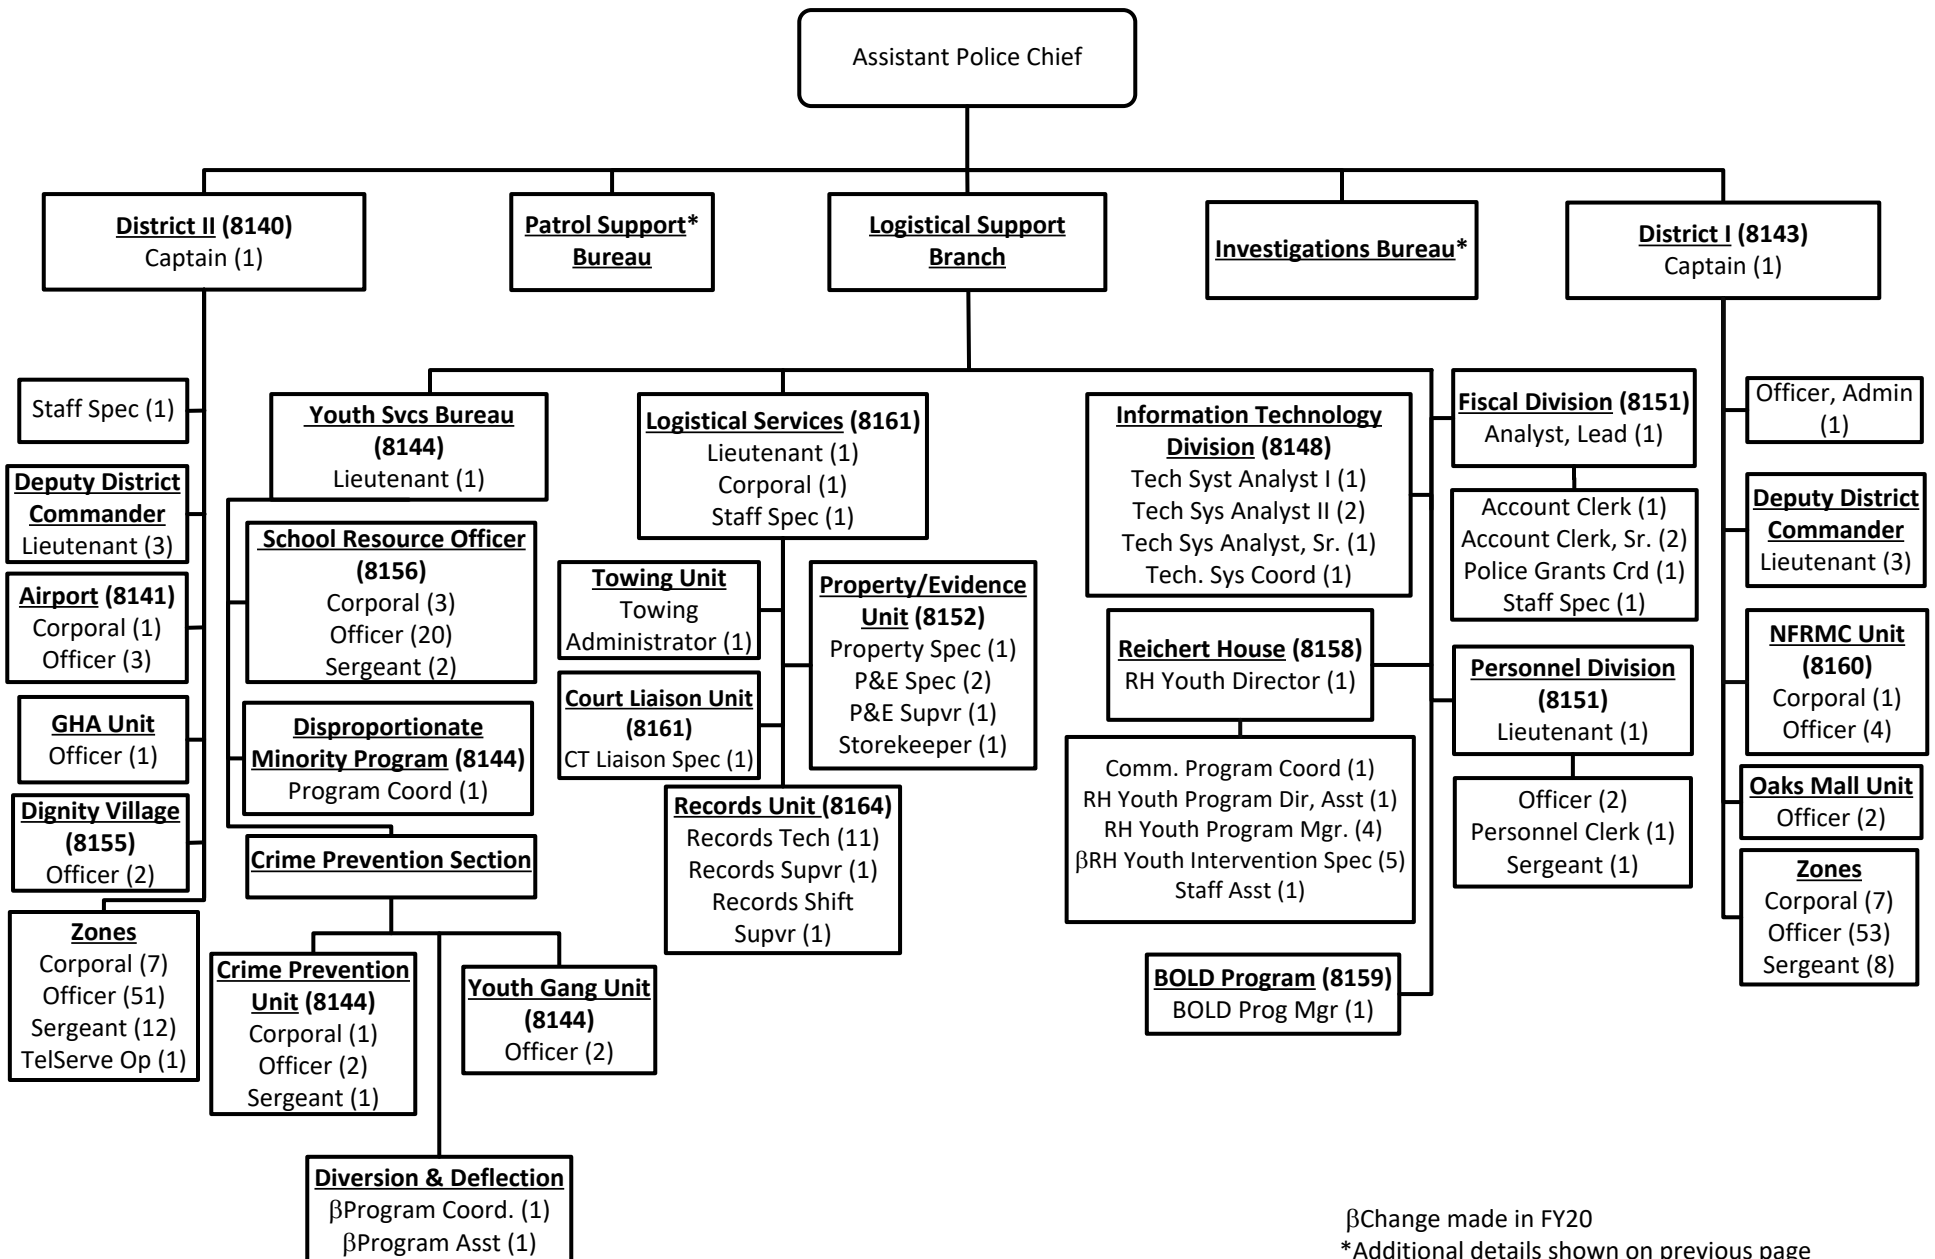 Assistant Police Chief
District II (8140)
Captain (1)
Patrol Support*
Bureau
Logistical Support
Branch
Investigations Bureau*
District I (8143)
Captain (1)
Staff Spec (1)
Deputy District
Commander
Lieutenant (3)
Airport (8141)
Corporal (1)
Officer (3)
GHA Unit
Officer (1)
Dignity Village
(8155)
Officer (2)
Zones
Corporal (7)
Officer (51)
Sergeant (12)
TelServe Op (1)
Youth Svcs Bureau
(8144)
Lieutenant (1)
School Resource Officer
(8156)
Corporal (3)
Officer (20)
Sergeant (2)
Disproportionate
Minority Program (8144)
Program Coord (1)
Crime Prevention Section
Crime Prevention
Unit (8144)
Corporal (1)
Officer (2)
Sergeant (1)
Youth Gang Unit
(8144)
Officer (2)
Diversion & Deflection
βProgram Coord. (1)
βProgram Asst (1)
Logistical Services (8161)
Lieutenant (1)
Corporal (1)
Staff Spec (1)
Towing Unit
Towing
Administrator (1)
Court Liaison Unit
(8161)
CT Liaison Spec (1)
Property/Evidence
Unit (8152)
Property Spec (1)
P&E Spec (2)
P&E Supvr (1)
Storekeeper (1)
Records Unit (8164)
Records Tech (11)
Records Supvr (1)
Records Shift
Supvr (1)
Information Technology
Division (8148)
Tech Syst Analyst I (1)
Tech Sys Analyst II (2)
Tech Sys Analyst, Sr. (1)
Tech. Sys Coord (1)
Reichert House (8158)
RH Youth Director (1)
Comm. Program Coord (1)
RH Youth Program Dir, Asst (1)
RH Youth Program Mgr. (4)
βRH Youth Intervention Spec (5)
Staff Asst (1)
BOLD Program (8159)
BOLD Prog Mgr (1)
Fiscal Division (8151)
Analyst, Lead (1)
Account Clerk (1)
Account Clerk, Sr. (2)
Police Grants Crd (1)
Staff Spec (1)
Personnel Division
(8151)
Lieutenant (1)
Officer (2)
Personnel Clerk (1)
Sergeant (1)
Officer, Admin
(1)
Deputy District
Commander
Lieutenant (3)
NFRMC Unit
(8160)
Corporal (1)
Officer (4)
Oaks Mall Unit
Officer (2)
Zones
Corporal (7)
Officer (53)
Sergeant (8)
βChange made in FY20
*Additional details shown on previous page